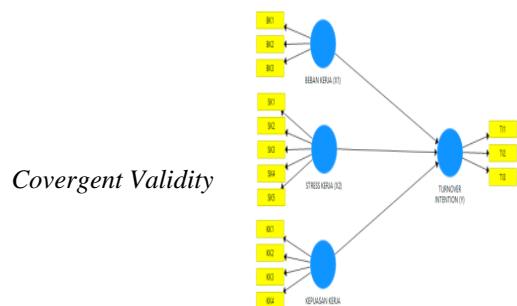 Covergent Validity
BK1
BK2
BK3
BEBAN KERJA (X1)
SK1
SK2
SK3
SK4
SK5
STRESS KERJA (X2)
KK1
KK2
KK3
KK4
KEPUASAN KERJA
TI1
TI2
TI3
TURNOVER
INTENTION (Y)